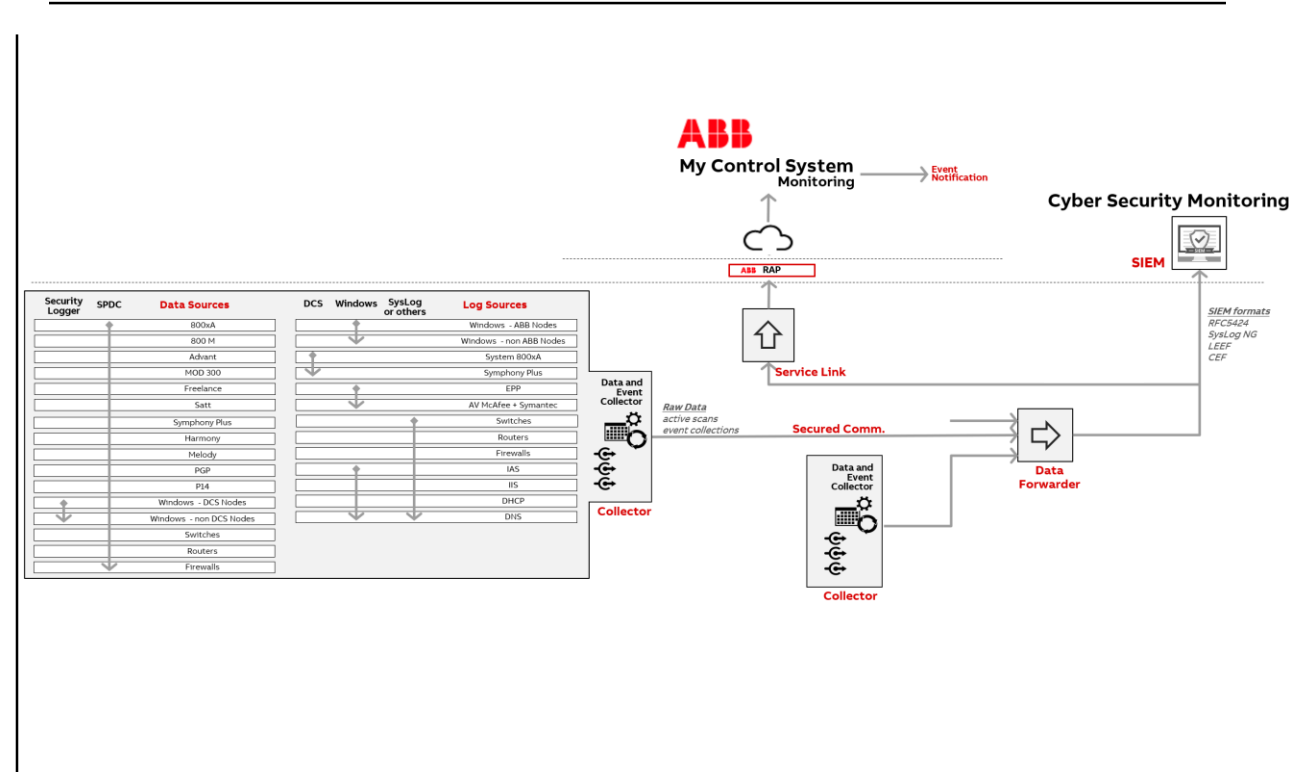 ABB
My Control System
Monitoring
Event
Notification
Cyber Security Monitoring
SIEM
SIEM
ABB RAP
SIEM formats
RFC5424
SysLog NG
LEEF
CEF
Service Link
Security
Logger
SPDC
Data Sources
800xA
800 M
Advant
MOD 300
Freelance
Satt
Symphony Plus
Harmony
Melody
PGP
P14
Windows - DCS Nodes
Windows - non DCS Nodes
Switches
Routers
Firewalls
DCS
Windows
SysLog
or others
Log Sources
Windows - ABB Nodes
Windows - non ABB Nodes
System 800xA
Symphony Plus
EPP
AV McAfee + Symantec
Switches
Routers
Firewalls
IAS
IIS
DHCP
DNS
Data and
Event
Collector
Collector
Raw Data
active scans
event collections
Secured Comm.
Data and
Event
Collector
Collector
Data
Forwarder